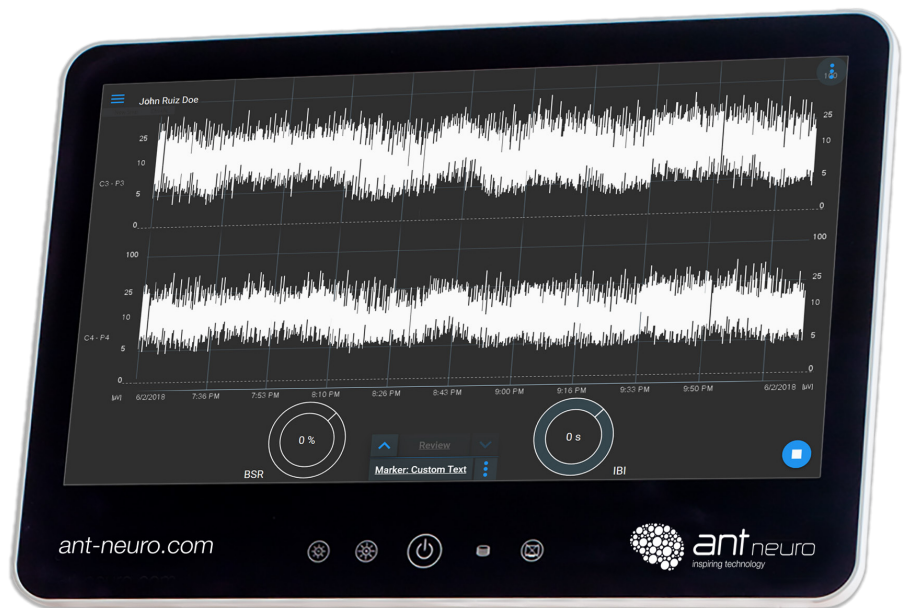 John Ruiz Doe
100
25
25
10
10
C3 - P3
5
5
0
0
100
100
25
25
10
10
C4 - P4
5
5
0
0
[µV] 6/2/2018 7:36 PM 7:53 PM 8:10 PM 8:26 PM 8:43 PM 9:00 PM 9:16 PM 9:33 PM 9:50 PM 6/2/2018 [µV]
0 %
Review
0 s
BSR
Marker: Custom Text
IBI
ant-neuro.com
ant neuro
inspiring technology